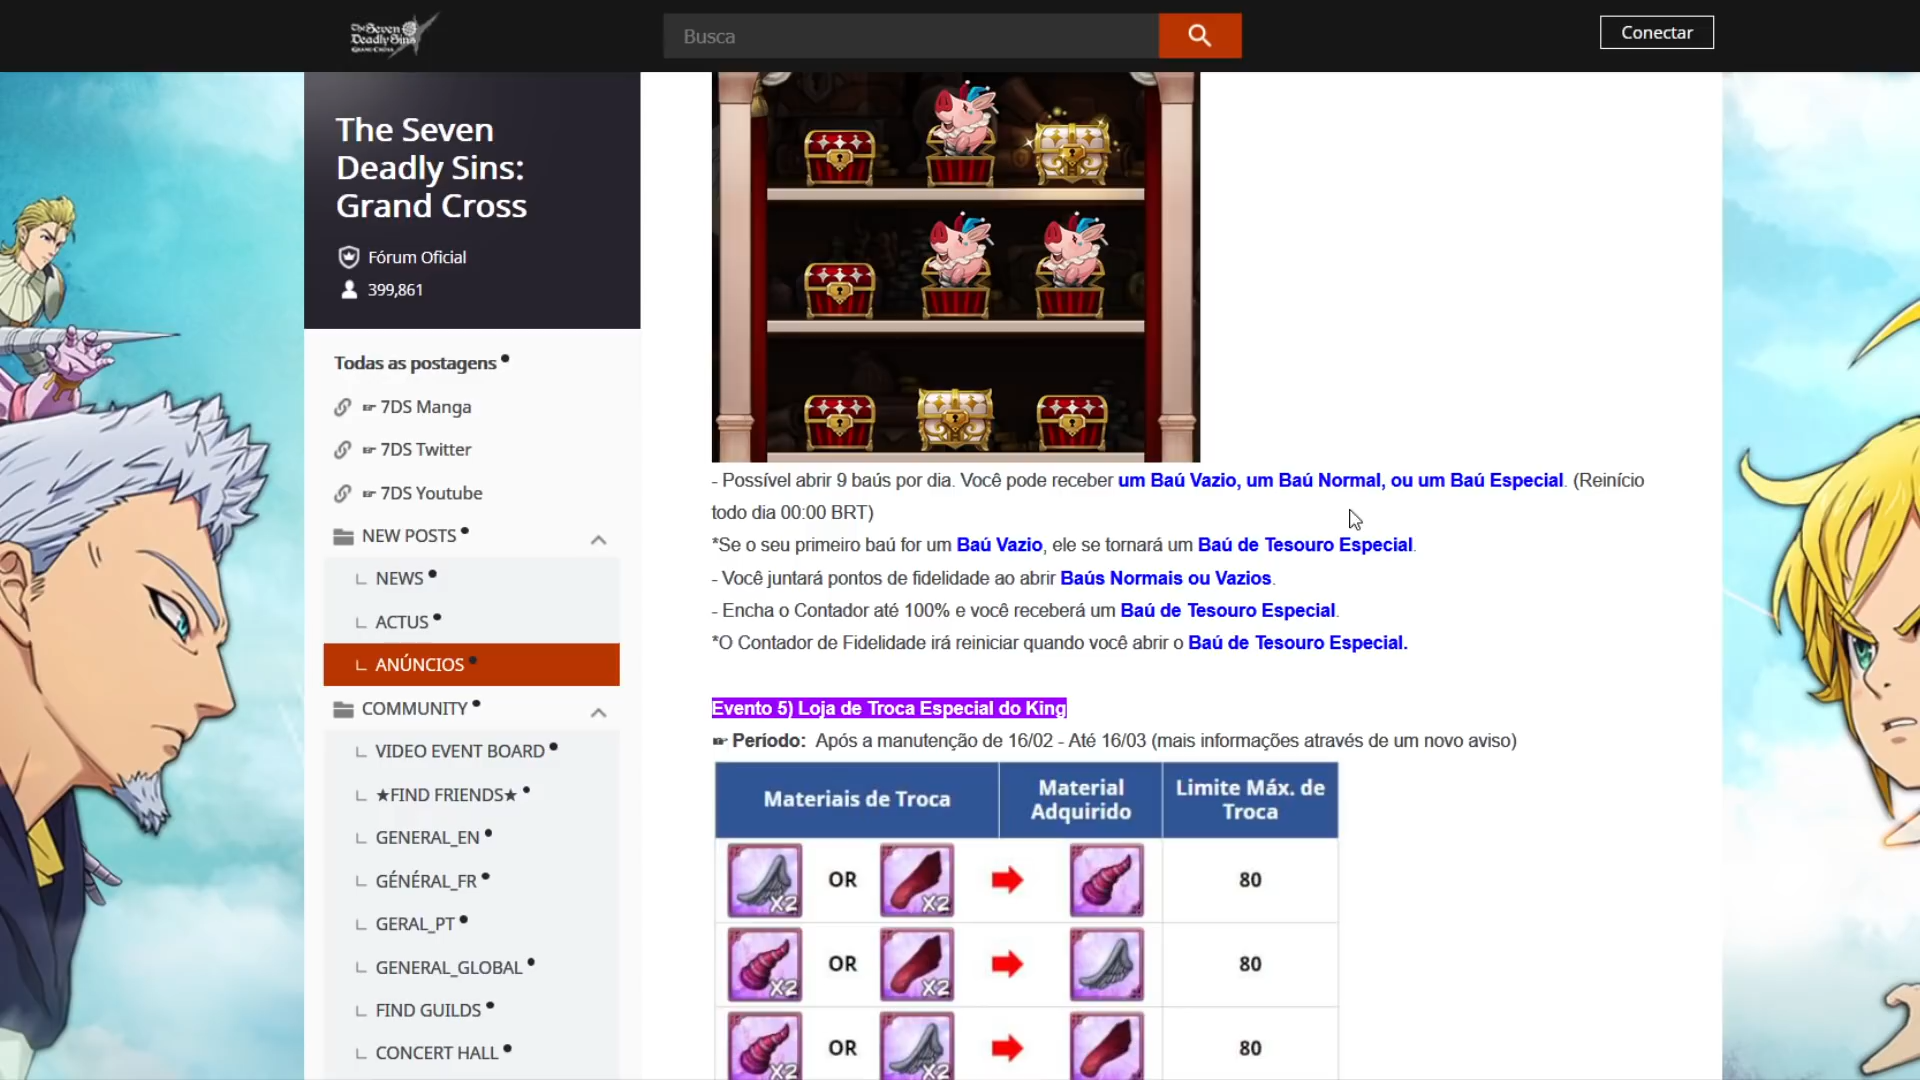 The Seven
Deadly Sins
GRAND CROSS
Busca
Conectar
The Seven
Deadly Sins:
Grand Cross
Fórum Oficial
399,861
Todas as postagens
☛ 7DS Manga
☛ 7DS Twitter
☛ 7DS Youtube
NEW POSTS
NEWS
ACTUS
ANÚNCIOS
COMMUNITY
VIDEO EVENT BOARD
★FIND FRIENDS★
GENERAL_EN
GÉNÉRAL_FR
GERAL_PT
GENERAL_GLOBAL
FIND GUILDS
CONCERT HALL
- Possível abrir 9 baús por dia. Você pode receber um Baú Vazio, um Baú Normal, ou um Baú Especial. (Reinício
todo dia 00:00 BRT)
*Se o seu primeiro baú for um Baú Vazio, ele se tornará um Baú de Tesouro Especial.
- Você juntará pontos de fidelidade ao abrir Baús Normais ou Vazios.
- Encha o Contador até 100% e você receberá um Baú de Tesouro Especial.
*O Contador de Fidelidade irá reiniciar quando você abrir o Baú de Tesouro Especial.
Evento 5) Loja de Troca Especial do King
☛ Período: Após a manutenção de 16/02 - Até 16/03 (mais informações através de um novo aviso)
Materiais de Troca
Material
Adquirido
Limite Máx. de
Troca
X2 OR X2 80
X2 OR X2 80
X2 OR X2 80